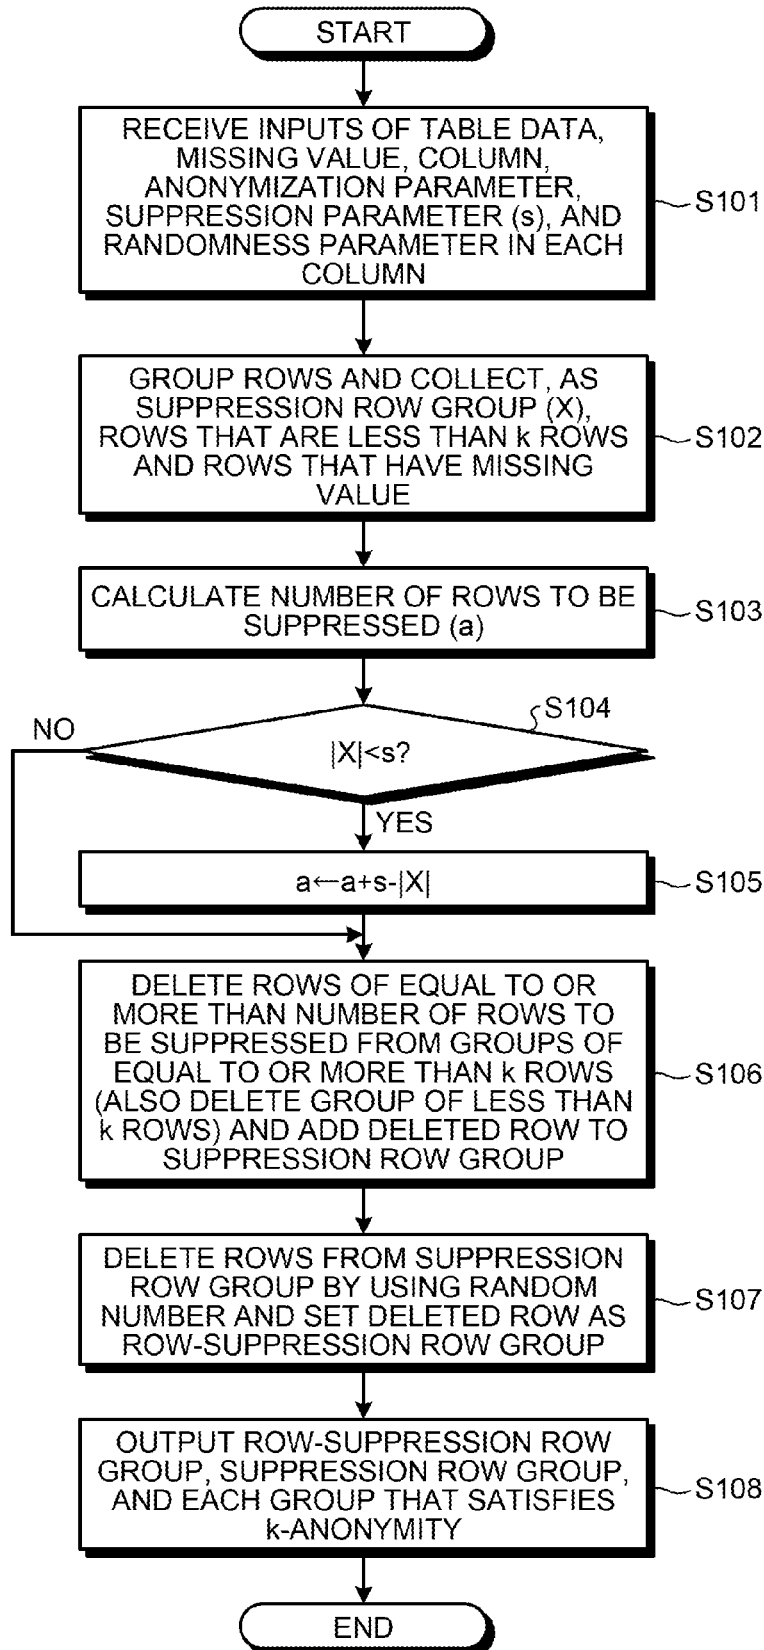 START
RECEIVE INPUTS OF TABLE DATA,
MISSING VALUE, COLUMN,
ANONYMIZATION PARAMETER,
SUPPRESSION PARAMETER (s), AND
RANDOMNESS PARAMETER IN EACH
COLUMN
S101
GROUP ROWS AND COLLECT, AS
SUPPRESSION ROW GROUP (X),
ROWS THAT ARE LESS THAN k ROWS
AND ROWS THAT HAVE MISSING
VALUE
S102
CALCULATE NUMBER OF ROWS TO BE
SUPPRESSED (a)
S103
S104
NO
|X|<s?
YES
a←a+s-|X|
S105
DELETE ROWS OF EQUAL TO OR
MORE THAN NUMBER OF ROWS TO
BE SUPPRESSED FROM GROUPS OF
EQUAL TO OR MORE THAN k ROWS
(ALSO DELETE GROUP OF LESS THAN
k ROWS) AND ADD DELETED ROW TO
SUPPRESSION ROW GROUP
S106
DELETE ROWS FROM SUPPRESSION
ROW GROUP BY USING RANDOM
NUMBER AND SET DELETED ROW AS
ROW-SUPPRESSION ROW GROUP
S107
OUTPUT ROW-SUPPRESSION ROW
GROUP, SUPPRESSION ROW GROUP,
AND EACH GROUP THAT SATISFIES
k-ANONYMITY
S108
END